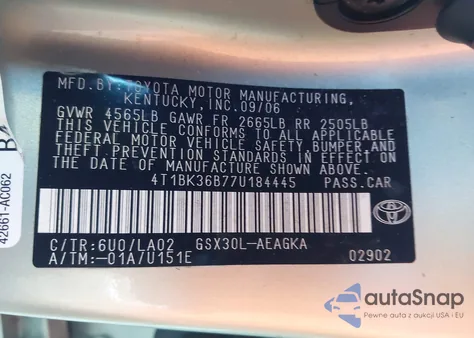 MFD.BY:TOYOTA MOTOR MANUFACTURING,
KENTUCKY,INC.09/06
GVWR 4565LB GAWR FR 2665LB RR 2505LB
THIS VEHICLE CONFORMS TO ALL APPLICABLE
FEDERAL MOTOR VEHICLE SAFETY,BUMPER,AND
THEFT PREVENTION STANDARDS IN EFFECT ON
THE DATE OF MANUFACTURE SHOWN ABOVE.
4T1BK36B77U184445 PASS.CAR
C/TR:6U0/LA02 GSX30L-AEAGKA
A/TM:-01A/U151E 02902
42661-AC062
autoSnap
Pewne auta z aukcji USA i EU